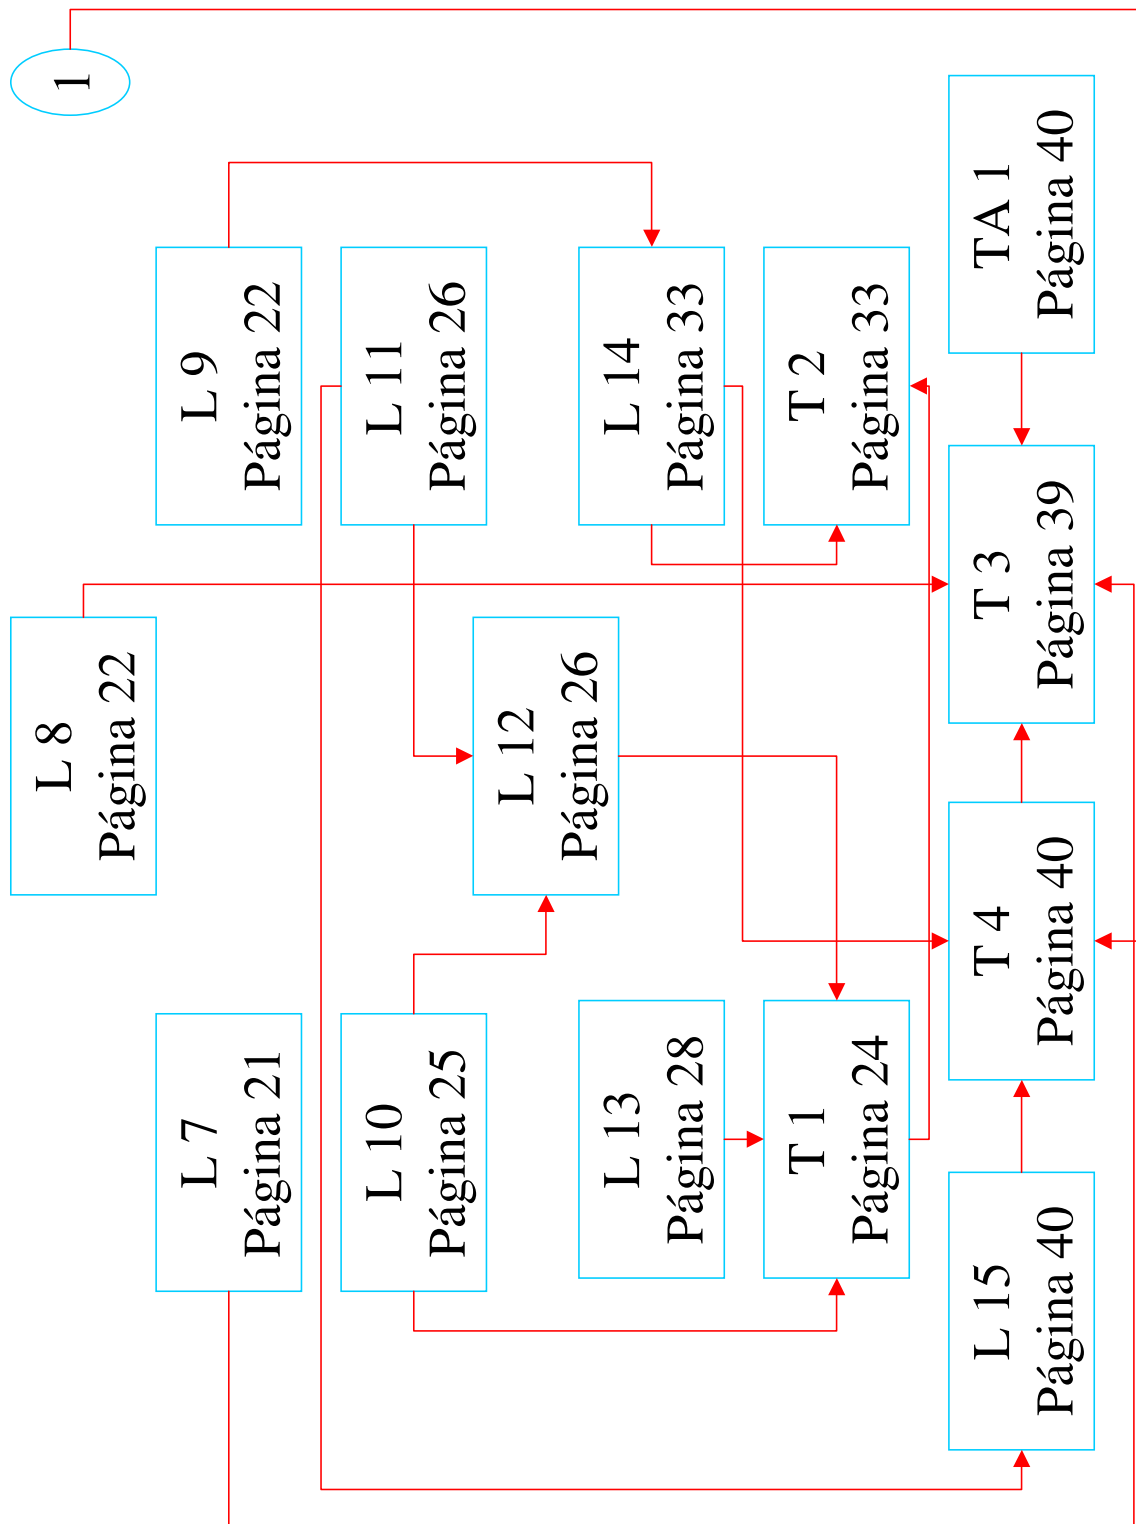 1
L 8
Página 22
L 7
Página 21
L 9
Página 22
L 10
Página 25
L 11
Página 26
L 12
Página 26
L 13
Página 28
L 14
Página 33
T 1
Página 24
T 2
Página 33
L 15
Página 40
T 4
Página 40
T 3
Página 39
TA 1
Página 40